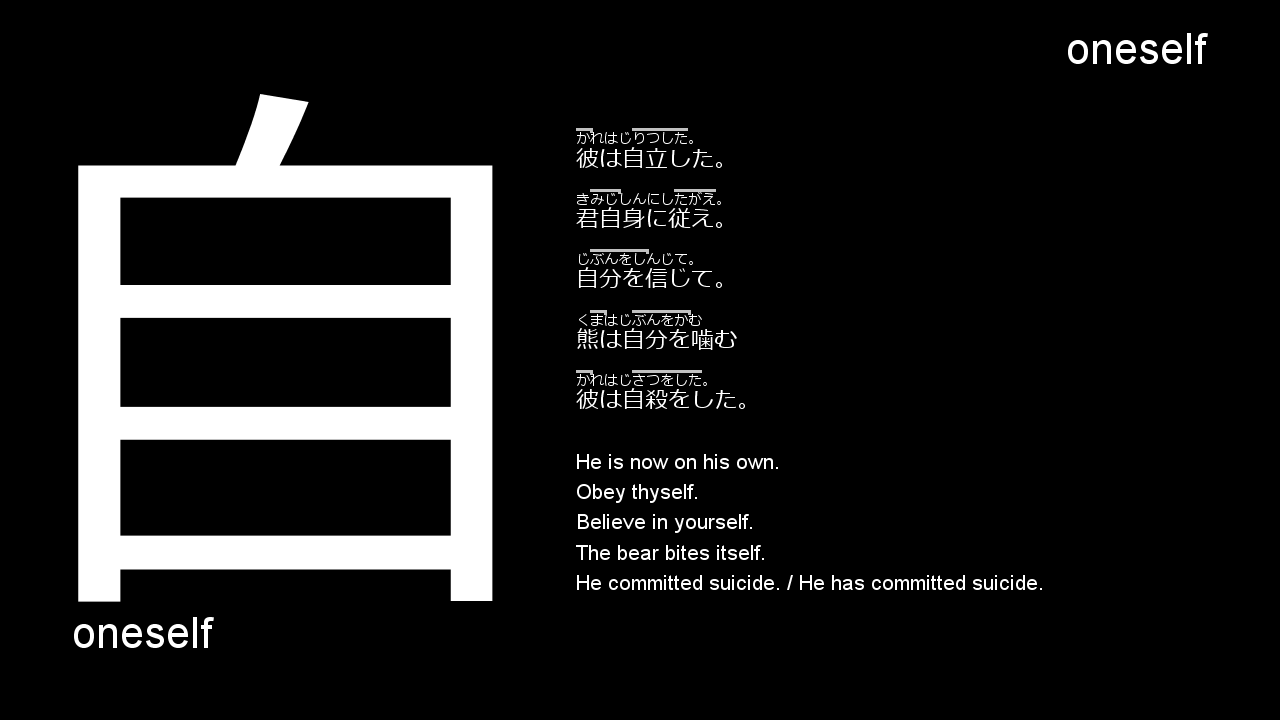 oneself
自
oneself
かれはじりつした。
彼は自立した。
きみじしんにしたがえ。
君自身に従え。
じぶんをしんじて。
自分を信じて。
くまはじぶんをかむ
熊は自分を噛む
かれはじさつをした。
彼は自殺をした。
He is now on his own.
Obey thyself.
Believe in yourself.
The bear bites itself.
He committed suicide. / He has committed suicide.